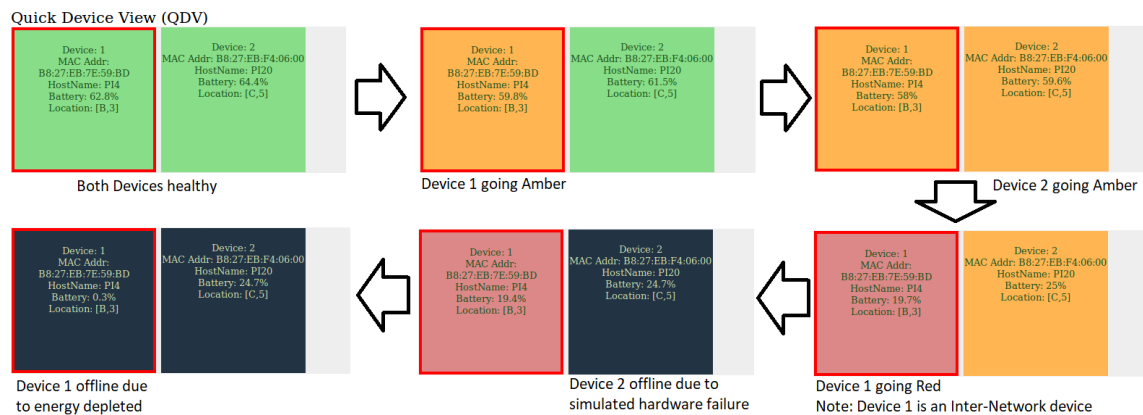 Quick Device View (QDV)
Device: 1
MAC Addr:
B8:27:EB:7E:59:BD
HostName: PI4
Battery: 62.8%
Location: [B,3]
Device: 2
MAC Addr: B8:27:EB:F4:06:00
HostName: PI20
Battery: 64.4%
Location: [C,5]
Both Devices healthy
Device: 1
MAC Addr:
B8:27:EB:7E:59:BD
HostName: PI4
Battery: 59.8%
Location: [B,3]
Device: 2
MAC Addr: B8:27:EB:F4:06:00
HostName: PI20
Battery: 61.5%
Location: [C,5]
Device 1 going Amber
Device: 1
MAC Addr:
B8:27:EB:7E:59:BD
HostName: PI4
Battery: 58%
Location: [B,3]
Device: 2
MAC Addr: B8:27:EB:F4:06:00
HostName: PI20
Battery: 59.6%
Location: [C,5]
Device 2 going Amber
Device: 1
MAC Addr:
B8:27:EB:7E:59:BD
HostName: PI4
Battery: 19.7%
Location: [B,3]
Device: 2
MAC Addr: B8:27:EB:F4:06:00
HostName: PI20
Battery: 25%
Location: [C,5]
Device 1 going Red
Note: Device 1 is an Inter-Network device
Device: 1
MAC Addr:
B8:27:EB:7E:59:BD
HostName: PI4
Battery: 19.4%
Location: [B,3]
Device: 2
MAC Addr: B8:27:EB:F4:06:00
HostName: PI20
Battery: 24.7%
Location: [C,5]
Device 2 offline due to
simulated hardware failure
Device: 1
MAC Addr:
B8:27:EB:7E:59:BD
HostName: PI4
Battery: 0.3%
Location: [B,3]
Device: 2
MAC Addr: B8:27:EB:F4:06:00
HostName: PI20
Battery: 24.7%
Location: [C,5]
Device 1 offline due
to energy depleted